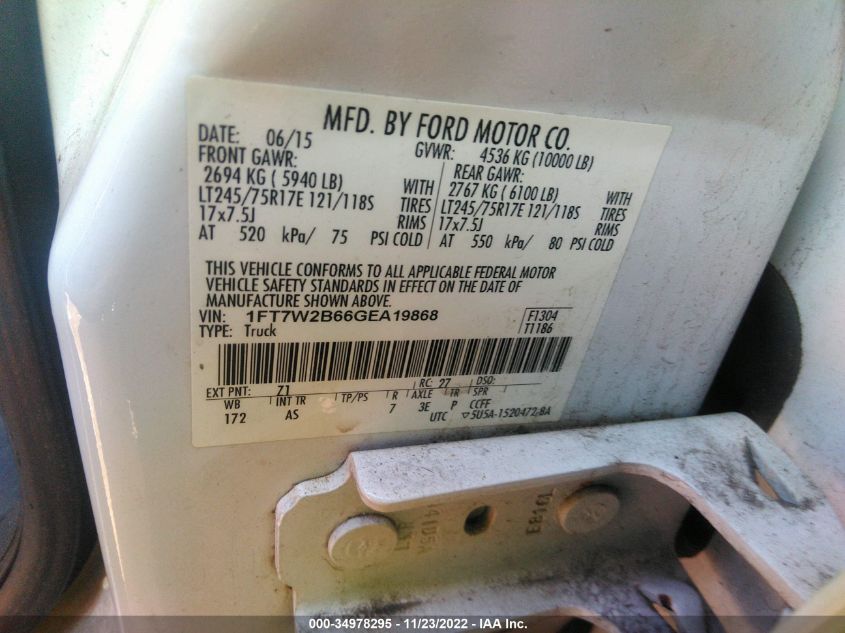 MFD. BY FORD MOTOR CO.
DATE: 06/15 GVWR: 4536 KG (10000 LB)
FRONT GAWR: REAR GAWR:
2694 KG ( 5940 LB) WITH 2767 KG ( 6100 LB) WITH
LT245/75R17E 121/118S TIRES LT245/75R17E 121/118S TIRES
17x7.5J RIMS 17x7.5J RIMS
AT 520 kPa/ 75 PSI COLD AT 550 kPa/ 80 PSI COLD
THIS VEHICLE CONFORMS TO ALL APPLICABLE FEDERAL MOTOR
VEHICLE SAFETY STANDARDS IN EFFECT ON THE DATE OF
MANUFACTURE SHOWN ABOVE.
VIN: 1FT7W2B66GEA19868 F1304
TYPE: Truck T1186
EXT PNT: Z1 RC: 27 DSO:
WB INT TR TP/PS R AXLE TR SPR
172 AS 7 3E P CCFF
UTC ▽5U5A-1520472-BA
000-34978295 - 11/23/2022 - IAA Inc.